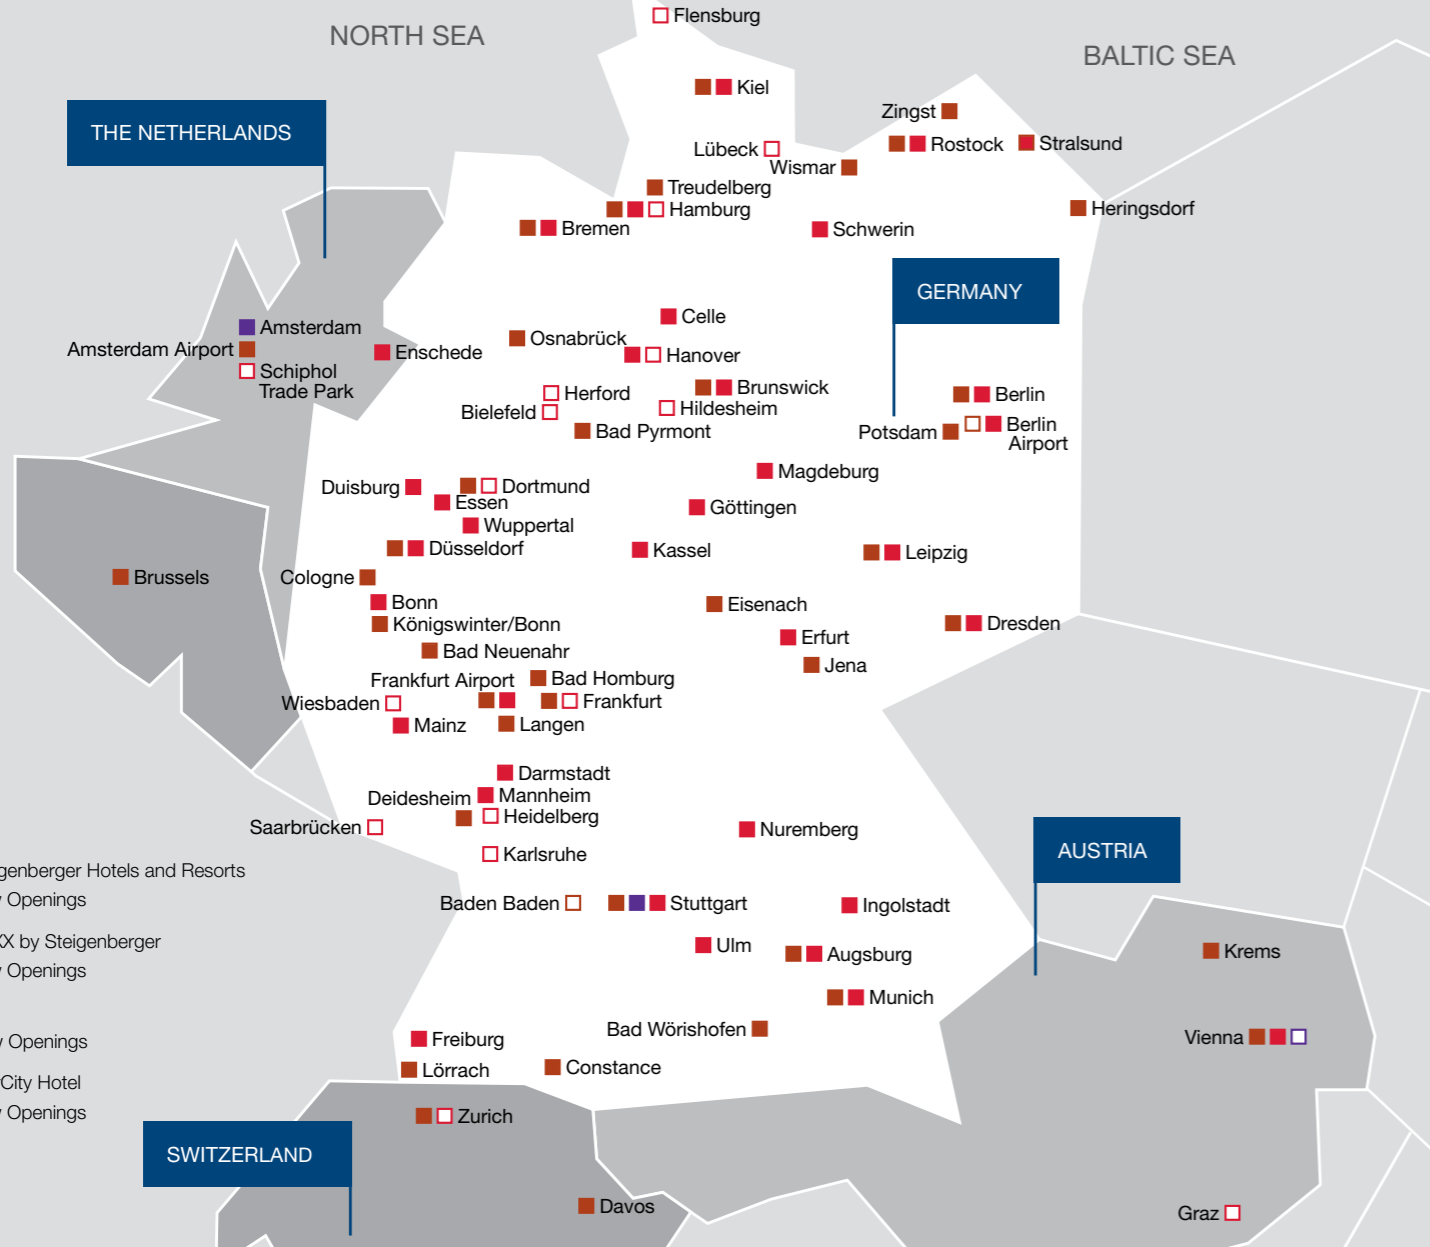 Flensburg
NORTH SEA
BALTIC SEA
Kiel
Zingst
THE NETHERLANDS
Rostock
Stralsund
Lübeck
Wismar
Treudelberg
Hamburg
Heringsdorf
Bremen
Schwerin
GERMANY
Celle
Amsterdam
Osnabrück
Amsterdam Airport
Enschede
Hanover
Schiphol
Trade Park
Herford
Brunswick
Berlin
Bielefeld
Hildesheim
Berlin
Airport
Bad Pyrmont
Potsdam
Magdeburg
Duisburg
Dortmund
Essen
Göttingen
Wuppertal
Düsseldorf
Kassel
Leipzig
Brussels
Cologne
Bonn
Eisenach
Königswinter/Bonn
Dresden
Erfurt
Bad Neuenahr
Jena
Frankfurt Airport
Bad Homburg
Wiesbaden
Frankfurt
Mainz
Langen
Darmstadt
Deidesheim
Mannheim
Heidelberg
Saarbrücken
Nuremberg
AUSTRIA
Karlsruhe
genberger Hotels and Resorts
Openings
Baden Baden
Stuttgart
Ingolstadt
X by Steigenberger
Ulm
Augsburg
Krems
Openings
Munich
Bad Wörishofen
Vienna
Openings
Freiburg
Lörrach
Constance
City Hotel
Openings
Zurich
SWITZERLAND
Davos
Graz